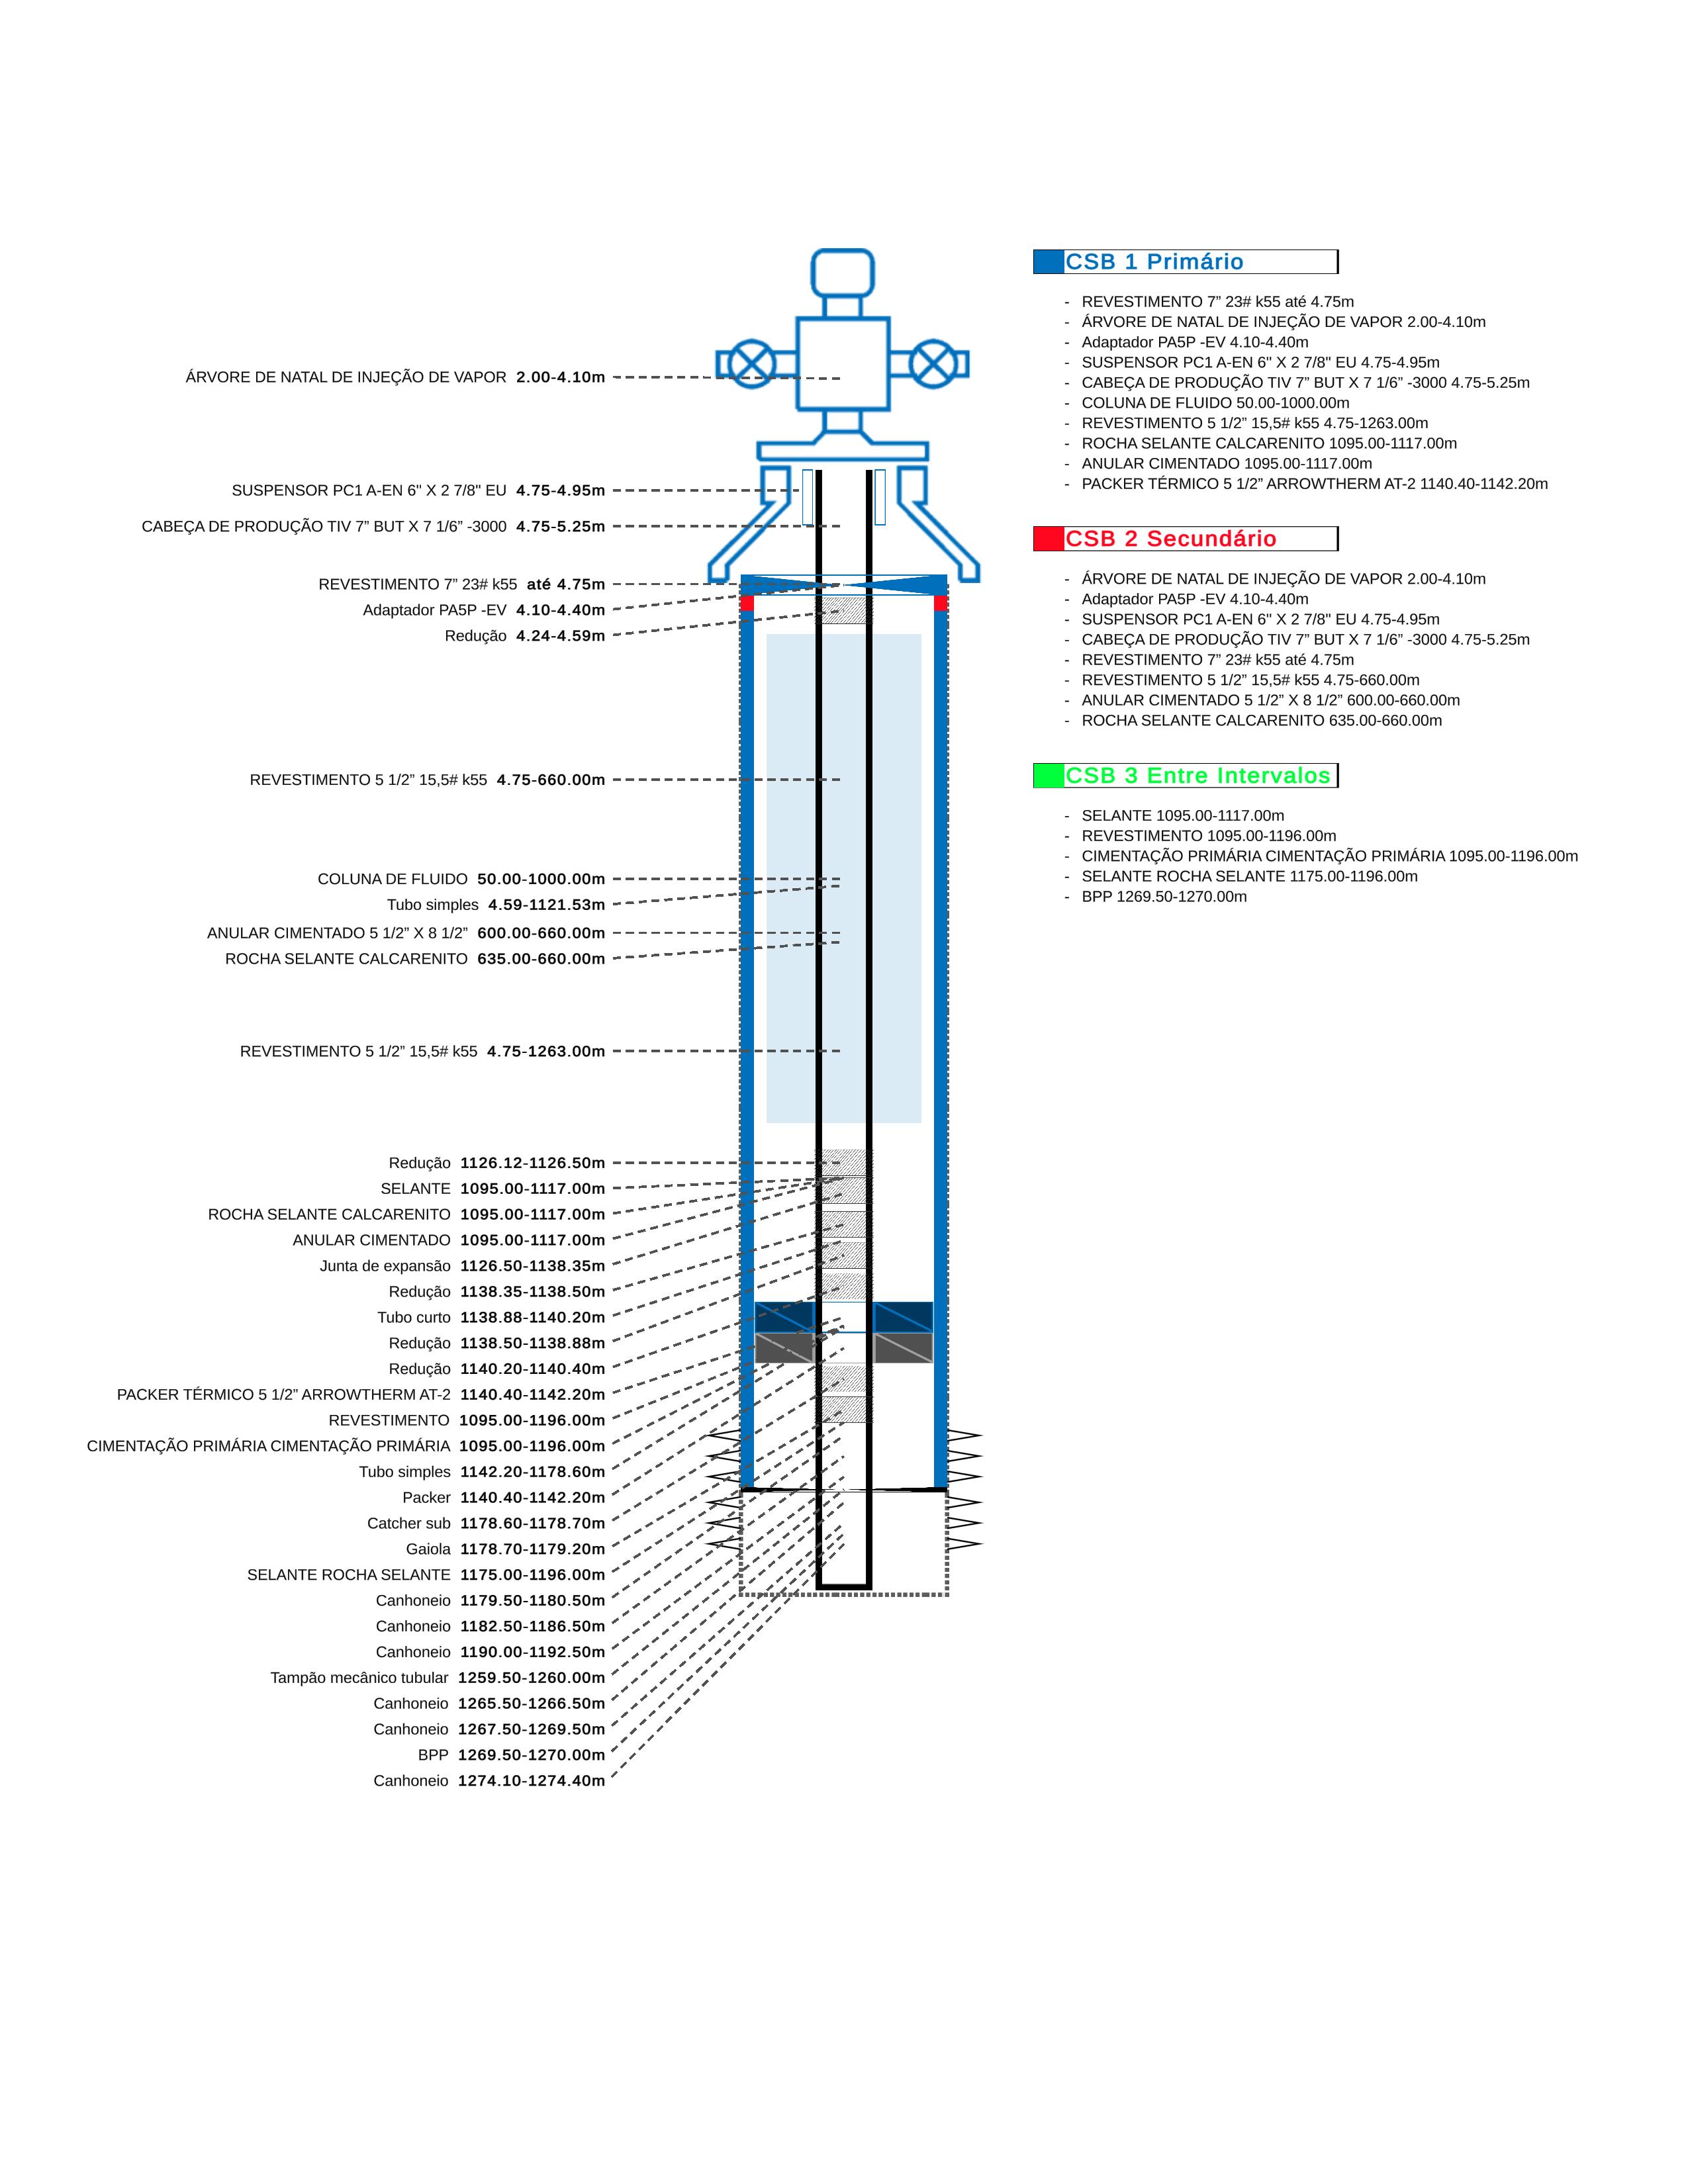 ÁRVORE DE NATAL DE INJEÇÃO DE VAPOR 2.00-4.10m
SUSPENSOR PC1 A-EN 6" X 2 7/8" EU 4.75-4.95m
CABEÇA DE PRODUÇÃO TIV 7” BUT X 7 1/6” -3000 4.75-5.25m
REVESTIMENTO 7” 23# k55 até 4.75m
Adaptador PA5P -EV 4.10-4.40m
Redução 4.24-4.59m
REVESTIMENTO 5 1/2” 15,5# k55 4.75-660.00m
COLUNA DE FLUIDO 50.00-1000.00m
Tubo simples 4.59-1121.53m
ANULAR CIMENTADO 5 1/2” X 8 1/2” 600.00-660.00m
ROCHA SELANTE CALCARENITO 635.00-660.00m
REVESTIMENTO 5 1/2” 15,5# k55 4.75-1263.00m
Redução 1126.12-1126.50m
SELANTE 1095.00-1117.00m
ROCHA SELANTE CALCARENITO 1095.00-1117.00m
ANULAR CIMENTADO 1095.00-1117.00m
Junta de expansão 1126.50-1138.35m
Redução 1138.35-1138.50m
Tubo curto 1138.88-1140.20m
Redução 1138.50-1138.88m
Redução 1140.20-1140.40m
PACKER TÉRMICO 5 1/2” ARROWTHERM AT-2 1140.40-1142.20m
REVESTIMENTO 1095.00-1196.00m
CIMENTAÇÃO PRIMÁRIA CIMENTAÇÃO PRIMÁRIA 1095.00-1196.00m
Tubo simples 1142.20-1178.60m
Packer 1140.40-1142.20m
Catcher sub 1178.60-1178.70m
Gaiola 1178.70-1179.20m
SELANTE ROCHA SELANTE 1175.00-1196.00m
Canhoneio 1179.50-1180.50m
Canhoneio 1182.50-1186.50m
Canhoneio 1190.00-1192.50m
Tampão mecânico tubular 1259.50-1260.00m
Canhoneio 1265.50-1266.50m
Canhoneio 1267.50-1269.50m
BPP 1269.50-1270.00m
Canhoneio 1274.10-1274.40m
CSB 1 Primário
- REVESTIMENTO 7” 23# k55 até 4.75m
- ÁRVORE DE NATAL DE INJEÇÃO DE VAPOR 2.00-4.10m
- Adaptador PA5P -EV 4.10-4.40m
- SUSPENSOR PC1 A-EN 6" X 2 7/8" EU 4.75-4.95m
- CABEÇA DE PRODUÇÃO TIV 7” BUT X 7 1/6” -3000 4.75-5.25m
- COLUNA DE FLUIDO 50.00-1000.00m
- REVESTIMENTO 5 1/2” 15,5# k55 4.75-1263.00m
- ROCHA SELANTE CALCARENITO 1095.00-1117.00m
- ANULAR CIMENTADO 1095.00-1117.00m
- PACKER TÉRMICO 5 1/2” ARROWTHERM AT-2 1140.40-1142.20m
CSB 2 Secundário
- ÁRVORE DE NATAL DE INJEÇÃO DE VAPOR 2.00-4.10m
- Adaptador PA5P -EV 4.10-4.40m
- SUSPENSOR PC1 A-EN 6" X 2 7/8" EU 4.75-4.95m
- CABEÇA DE PRODUÇÃO TIV 7” BUT X 7 1/6” -3000 4.75-5.25m
- REVESTIMENTO 7” 23# k55 até 4.75m
- REVESTIMENTO 5 1/2” 15,5# k55 4.75-660.00m
- ANULAR CIMENTADO 5 1/2” X 8 1/2” 600.00-660.00m
- ROCHA SELANTE CALCARENITO 635.00-660.00m
CSB 3 Entre Intervalos
- SELANTE 1095.00-1117.00m
- REVESTIMENTO 1095.00-1196.00m
- CIMENTAÇÃO PRIMÁRIA CIMENTAÇÃO PRIMÁRIA 1095.00-1196.00m
- SELANTE ROCHA SELANTE 1175.00-1196.00m
- BPP 1269.50-1270.00m